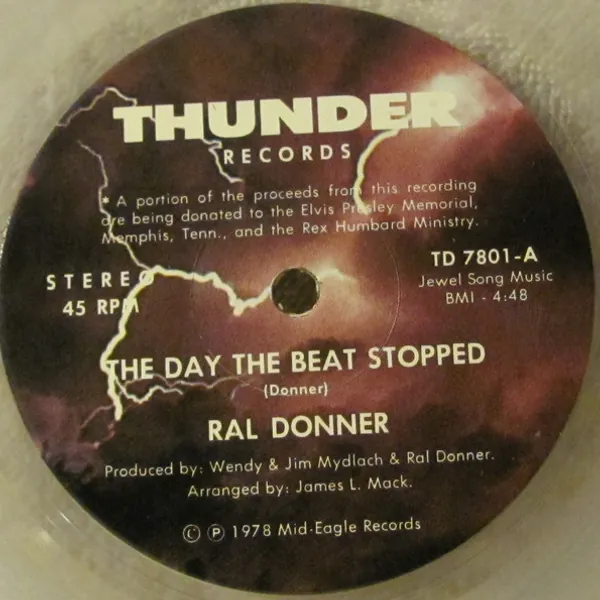 THUNDER
RECORDS
* A portion of the proceeds from this recording
are being donated to the Elvis Presley Memorial,
Memphis, Tenn., and the Rex Humbard Ministry.
STEREO
45 RPM
TD 7801-A
Jewel Song Music
BMI - 4:48
THE DAY THE BEAT STOPPED
(Donner)
RAL DONNER
Produced by: Wendy & Jim Mydlach & Ral Donner.
Arranged by: James L. Mack.
© ℗ 1978 Mid-Eagle Records